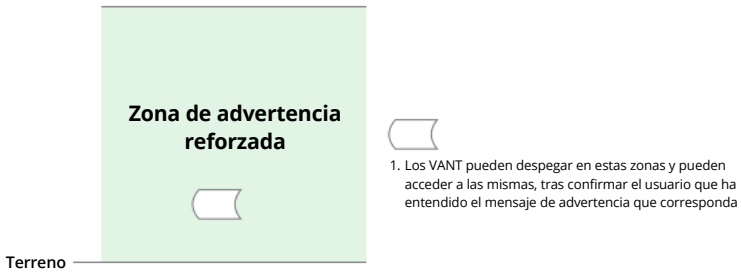 Zona de advertencia
reforzada
1. Los VANT pueden despegar en estas zonas y pueden
acceder a las mismas, tras confirmar el usuario que ha
entendido el mensaje de advertencia que corresponda
Terreno